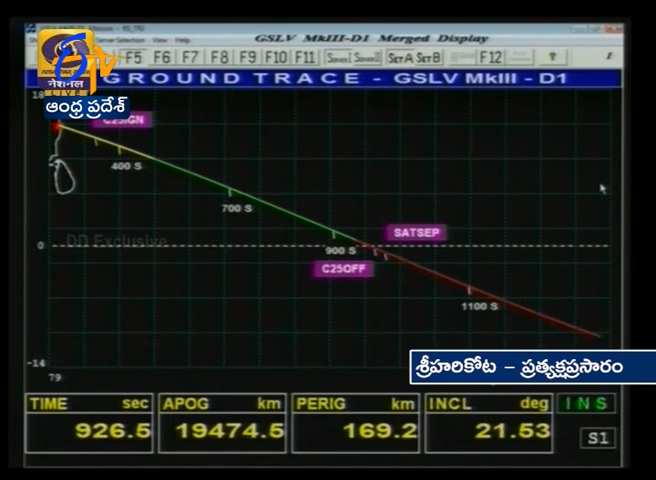 GSLV MkIII-D1 Merged Display
F5 F6 F7 F8 F9 F10 F11 SET A SET B F12 ?
GROUND TRACE - GSLV MkIII - D1
नेशनल
LIVE
ఆంధ్ర ప్రదేశ్
18
C25IGN
400 S
700 S
DD Exclusive
0
SATSEP
900 S
C25OFF
1100 S
-14
79
శ్రీహరికోట – ప్రత్యక్షప్రసారం
TIME sec APOG km PERIG km INCL deg INS
926.5 19474.5 169.2 21.53 S1